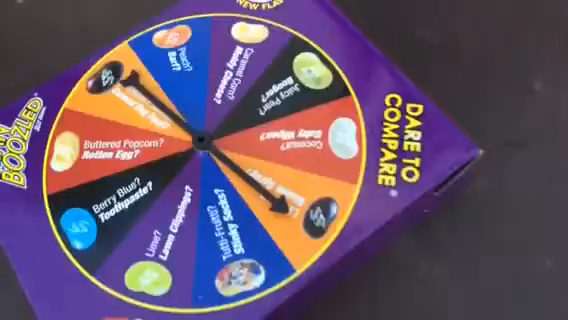 NEW FLA
BOOZLED
DARE TO
COMPARE
Peach?
Barf?
Caramel Corn?
Moldy Cheese?
Juicy Pear?
Booger?
Coconut?
Baby Wipes?
Tutti-Fruitti?
Stinky Socks?
Lime?
Lawn Clippings?
Berry Blue?
Toothpaste?
Buttered Popcorn?
Rotten Egg?